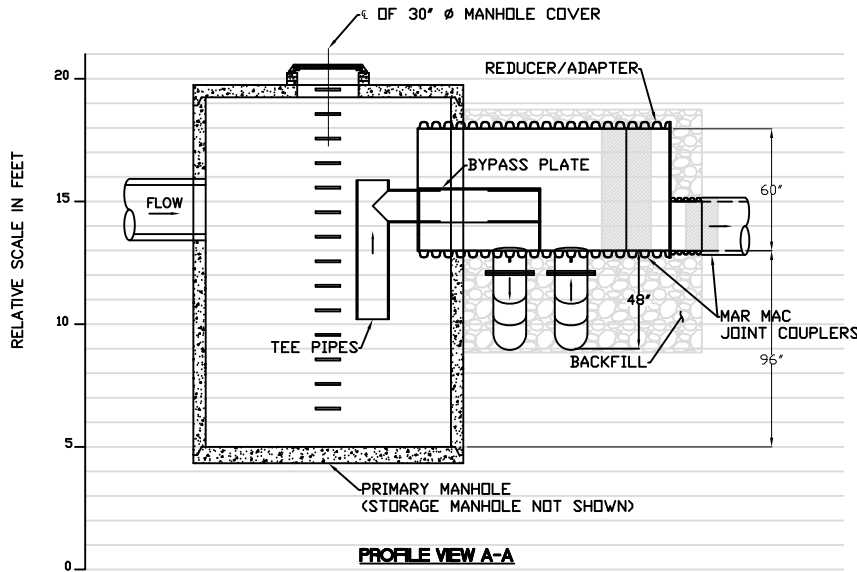 ℄ OF 30" Ø MANHOLE COVER
20
REDUCER/ADAPTER
BYPASS PLATE
60"
15
FLOW
RELATIVE SCALE IN FEET
48"
MAR MAC
JOINT COUPLERS
10
TEE PIPES
BACKFILL
96"
5
PRIMARY MANHOLE
(STORAGE MANHOLE NOT SHOWN)
PROFILE VIEW A-A
0